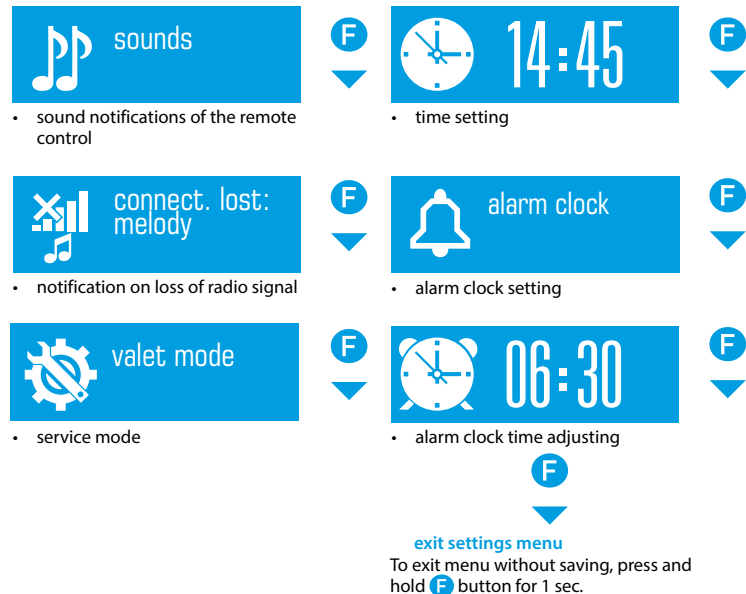 sounds
F
• sound notifications of the remote
control
connect. lost:
melody
F
• notification on loss of radio signal
valet mode
F
• service mode
14:45
F
• time setting
alarm clock
F
• alarm clock setting
06:30
F
• alarm clock time adjusting
F
exit settings menu
To exit menu without saving, press and
hold F button for 1 sec.